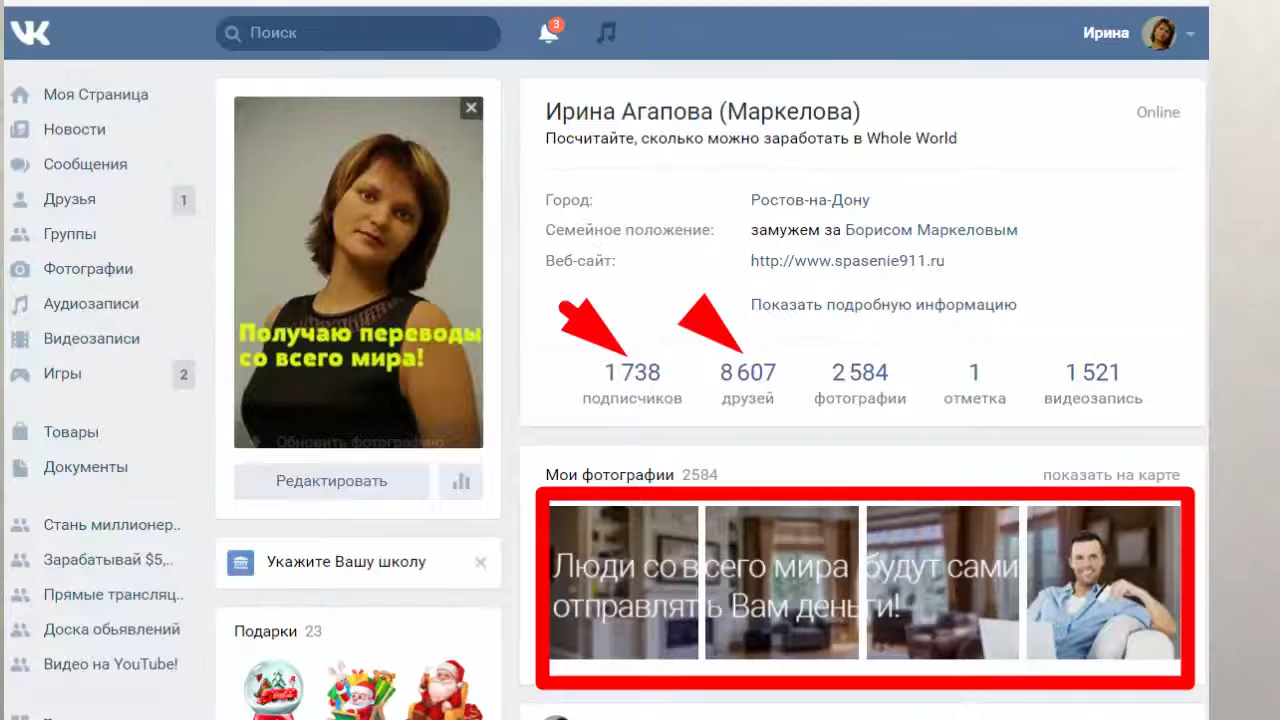 Поиск
3
Ирина
Моя Страница
Новости
Сообщения
Друзья
1
Группы
Фотографии
Аудиозаписи
Видеозаписи
Игры
2
Товары
Документы
Стань миллионер..
Зарабатывай $5,..
Прямые трансляц..
Доска обьявлений
Видео на YouTube!
Получаю переводы
со всего мира!
Обновить фотографию
Редактировать
Укажите Вашу школу
Подарки 23
Ирина Агапова (Маркелова)
Online
Посчитайте, сколько можно заработать в Whole World
Город: Ростов-на-Дону
Семейное положение: замужем за Борисом Маркеловым
Веб-сайт: http://www.spasenie911.ru
Показать подробную информацию
1 738 8 607 2 584 1 1 521
подписчиков друзей фотографии отметка видеозапись
Мои фотографии 2584 показать на карте
Люди со всего мира будут сами
отправлять Вам деньги!